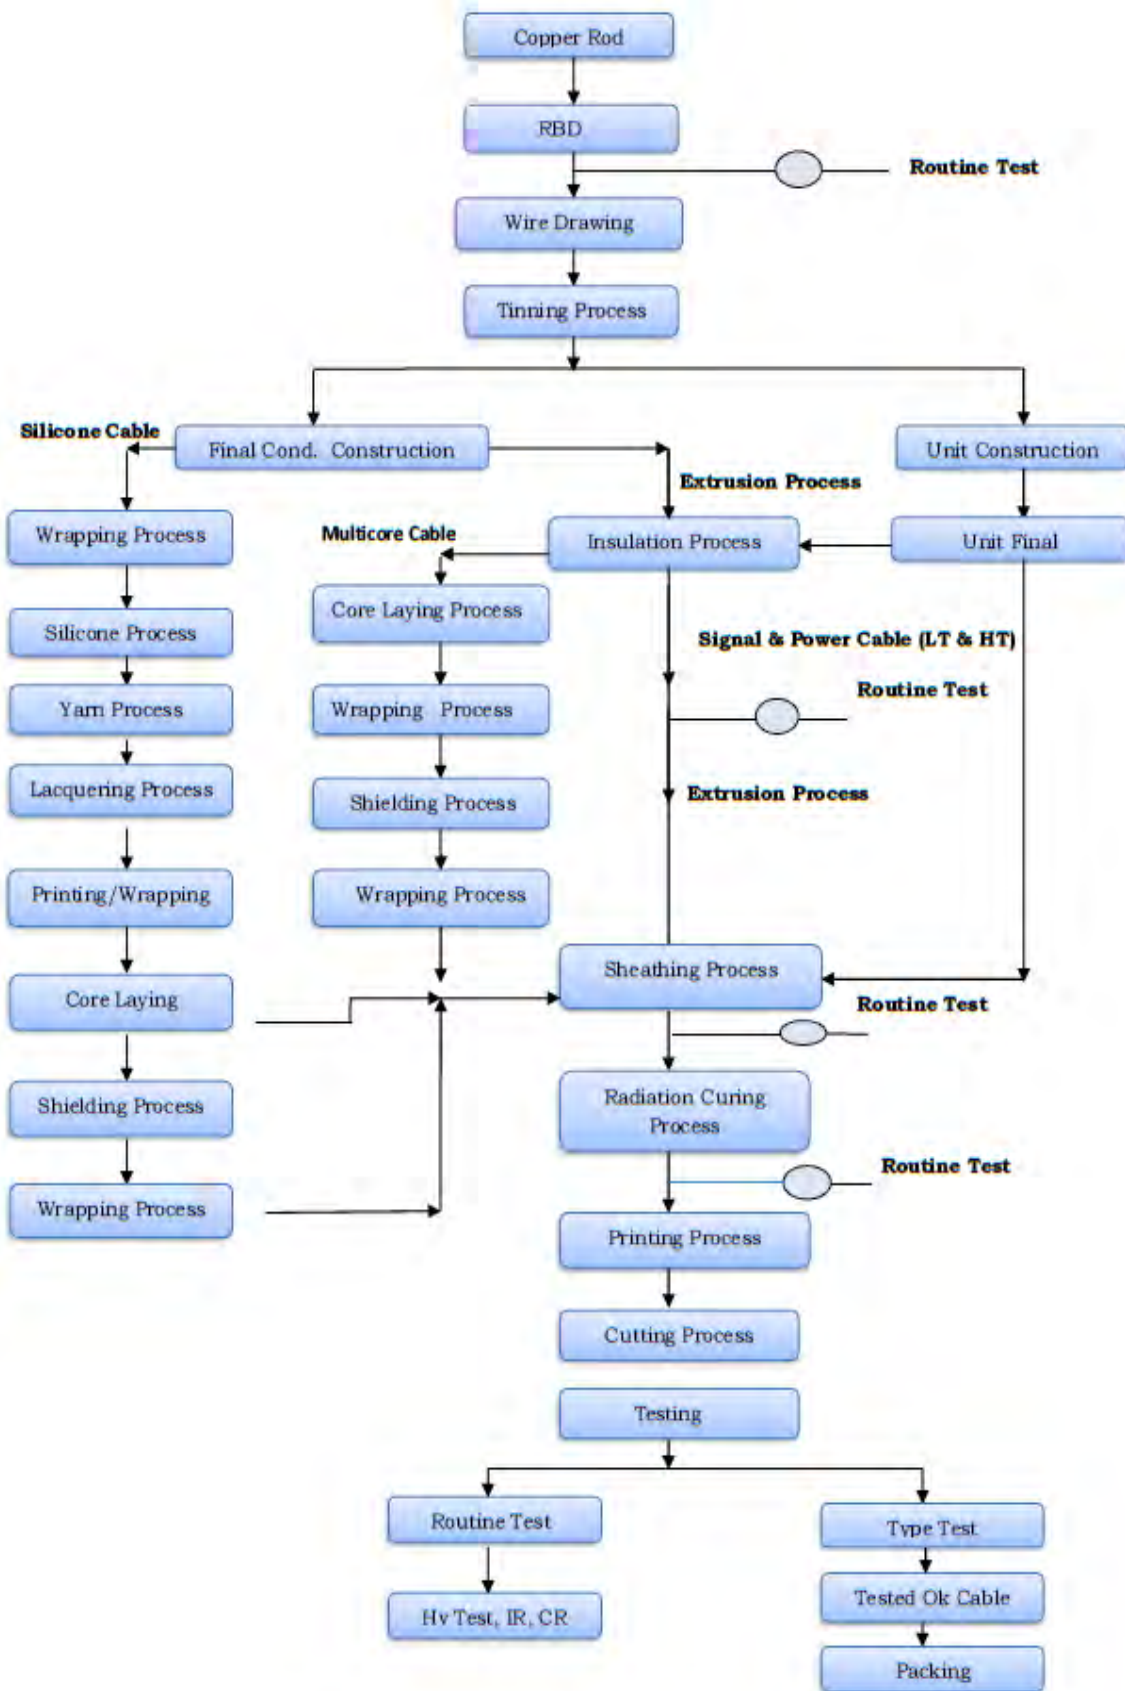 Copper Rod
RBD
Routine Test
Wire Drawing
Tinning Process
Silicone Cable
Final Cond. Construction
Unit Construction
Extrusion Process
Wrapping Process
Multicore Cable
Insulation Process
Unit Final
Core Laying Process
Silicone Process
Signal & Power Cable (LT & HT)
Routine Test
Yarn Process
Wrapping Process
Lacquering Process
Shielding Process
Extrusion Process
Printing/Wrapping
Wrapping Process
Sheathing Process
Core Laying
Routine Test
Shielding Process
Radiation Curing
Process
Routine Test
Wrapping Process
Printing Process
Cutting Process
Testing
Routine Test
Type Test
Tested Ok Cable
Hv Test, IR, CR
Packing